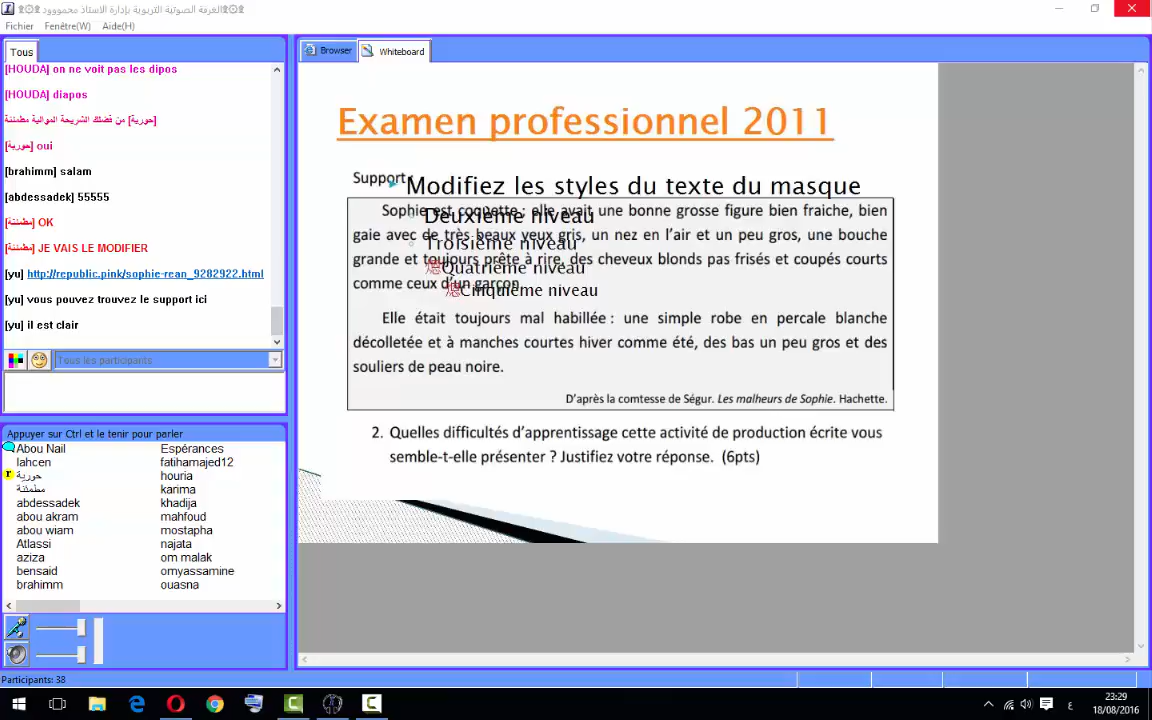 الغرفة الصوتية التربوية بإدارة الاستاذ محموووود
Fichier Fenêtre(W) Aide(H)
Tous
[HOUDA] on ne voit pas les dipos
[HOUDA] diapos
[حورية] من فضلك الشريحة الموالية مطمئنة
[حورية] oui
[brahimm] salam
[abdessadek] 55555
[مطمئنة] OK
[مطمئنة] JE VAIS LE MODIFIER
[yu] http://republic.pink/sophie-rean_9282922.html
[yu] vous pouvez trouvez le support ici
[yu] il est clair
Tous les participants
Appuyer sur Ctrl et le tenir pour parler
Abou Nail Espérances
lahcen fatihamajed12
حورية houria
مطمئنة karima
abdessadek khadija
abou akram mahfoud
abou wiam mostapha
Atlassi najata
aziza om malak
bensaid omyassamine
brahimm ouasna
Participants: 38
Browser Whiteboard
Examen professionnel 2011
Support
Modifiez les styles du texte du masque
Deuxième niveau
Troisième niveau
Quatrième niveau
Cinquième niveau
Sophie est coquette ; elle avait une bonne grosse figure bien fraiche, bien
gaie avec de très beaux yeux gris, un nez en l'air et un peu gros, une bouche
grande et toujours prête à rire, des cheveux blonds pas frisés et coupés courts
comme ceux d'un garçon.
Elle était toujours mal habillée : une simple robe en percale blanche
décolletée et à manches courtes hiver comme été, des bas un peu gros et des
souliers de peau noire.
D'après la comtesse de Ségur. Les malheurs de Sophie. Hachette.
2. Quelles difficultés d'apprentissage cette activité de production écrite vous
semble-t-elle présenter ? Justifiez votre réponse. (6pts)
23:29
18/08/2016